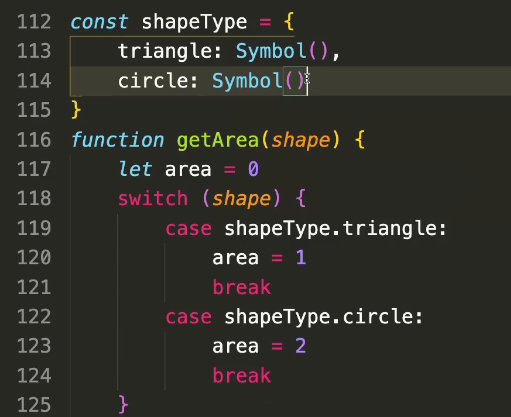 112 const shapeType = {
113 triangle: Symbol(),
114 circle: Symbol()
115 }
116 function getArea(shape) {
117 let area = 0
118 switch (shape) {
119 case shapeType.triangle:
120 area = 1
121 break
122 case shapeType.circle:
123 area = 2
124 break
125 }